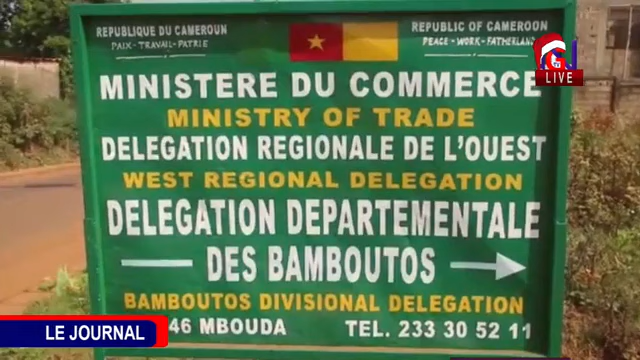 REPUBLIQUE DU CAMEROUN
PAIX-TRAVAIL-PATRIE
REPUBLIC OF CAMEROON
PEACE-WORK-FATHERLAND
LIVE
MINISTERE DU COMMERCE
MINISTRY OF TRADE
DELEGATION REGIONALE DE L'OUEST
WEST REGIONAL DELEGATION
DELEGATION DEPARTEMENTALE
DES BAMBOUTOS
BAMBOUTOS DIVISIONAL DELEGATION
46 MBOUDA TEL. 233 30 52 11
LE JOURNAL